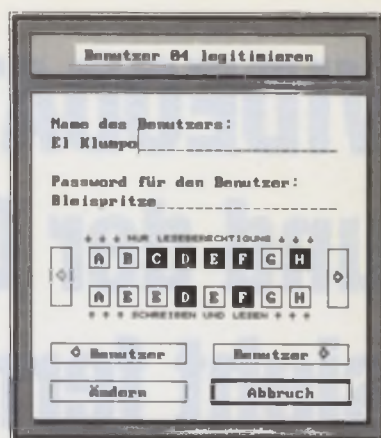 Benutzer 04 legitimieren
Name des Benutzers:
El Klumpo
Password für den Benutzer:
Bleispritze
NUR LESEBERECHTIGUNG
A B C D E F G H
A B E D E F G H
SCHREIBEN UND LESEN
Benutzer Benutzer
Ändern Abbruch